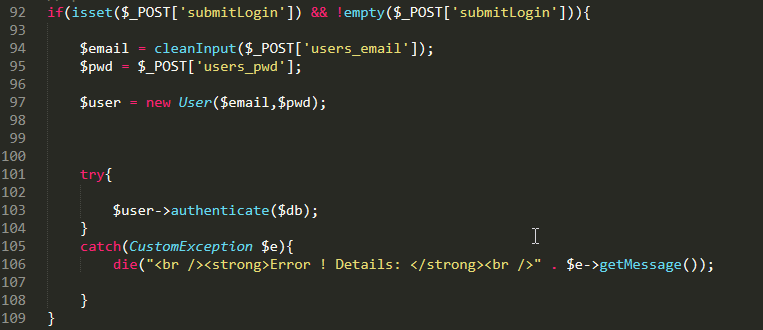 92 if(isset($_POST['submitLogin']) && !empty($_POST['submitLogin'])){
93
94 $email = cleanInput($_POST['users_email']);
95 $pwd = $_POST['users_pwd'];
96
97 $user = new User($email,$pwd);
98
99
100
101 try{
102
103 $user->authenticate($db);
104 }
105 catch(CustomException $e){
106 die("<br /><strong>Error ! Details: </strong><br />" . $e->getMessage());
107
108 }
109 }